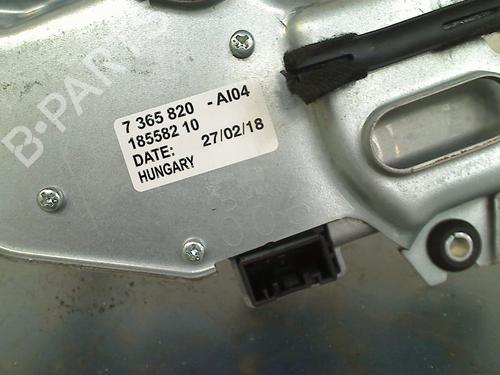 B-PARTS
7 365 820 - AI04
185582 10
DATE: 27/02/18
HUNGARY